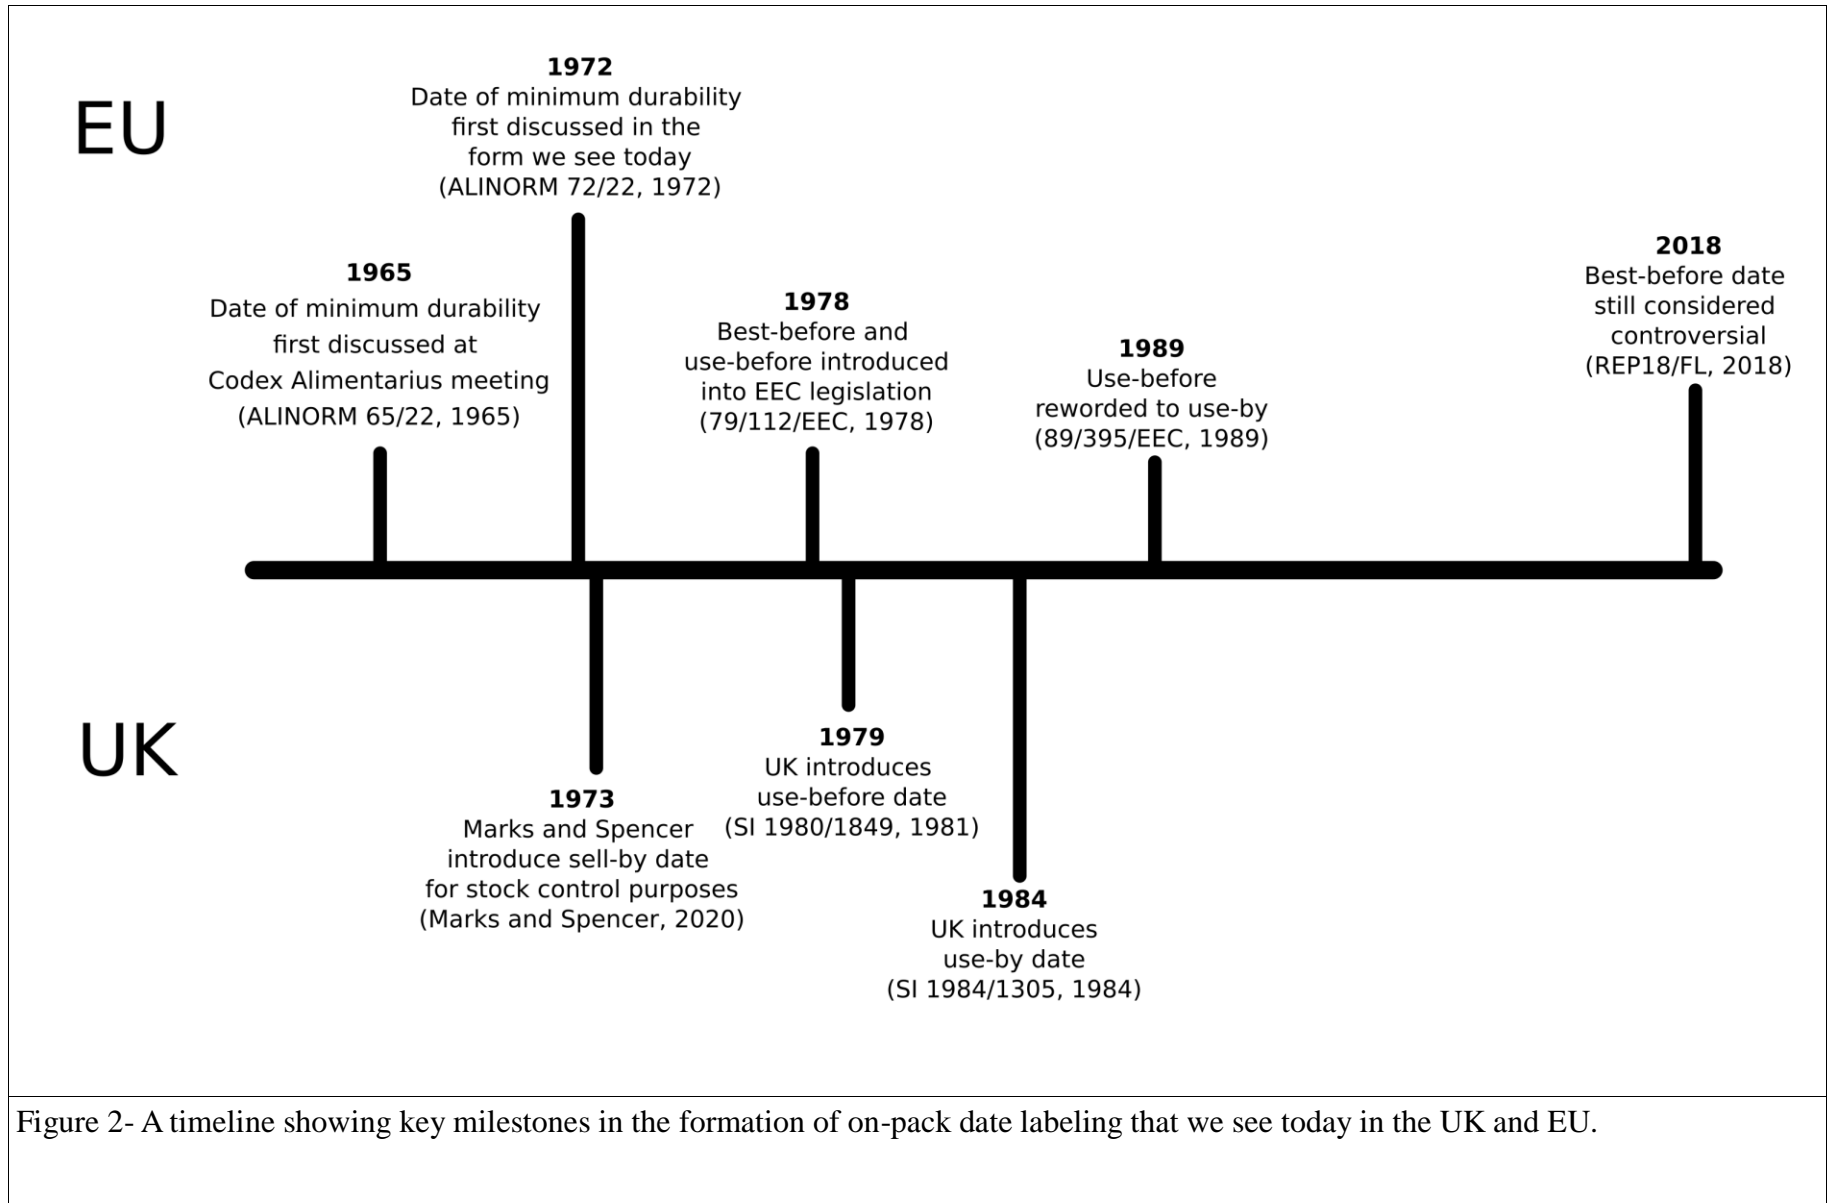 EU
1972
Date of minimum durability
first discussed in the
form we see today
(ALINORM 72/22, 1972)
1965
Date of minimum durability
first discussed at
Codex Alimentarius meeting
(ALINORM 65/22, 1965)
1978
Best-before and
use-before introduced
into EEC legislation
(79/112/EEC, 1978)
1989
Use-before
reworded to use-by
(89/395/EEC, 1989)
2018
Best-before date
still considered
controversial
(REP18/FL, 2018)
UK
1973
Marks and Spencer
introduce sell-by date
for stock control purposes
(Marks and Spencer, 2020)
1979
UK introduces
use-before date
(SI 1980/1849, 1981)
1984
UK introduces
use-by date
(SI 1984/1305, 1984)
Figure 2- A timeline showing key milestones in the formation of on-pack date labeling that we see today in the UK and EU.